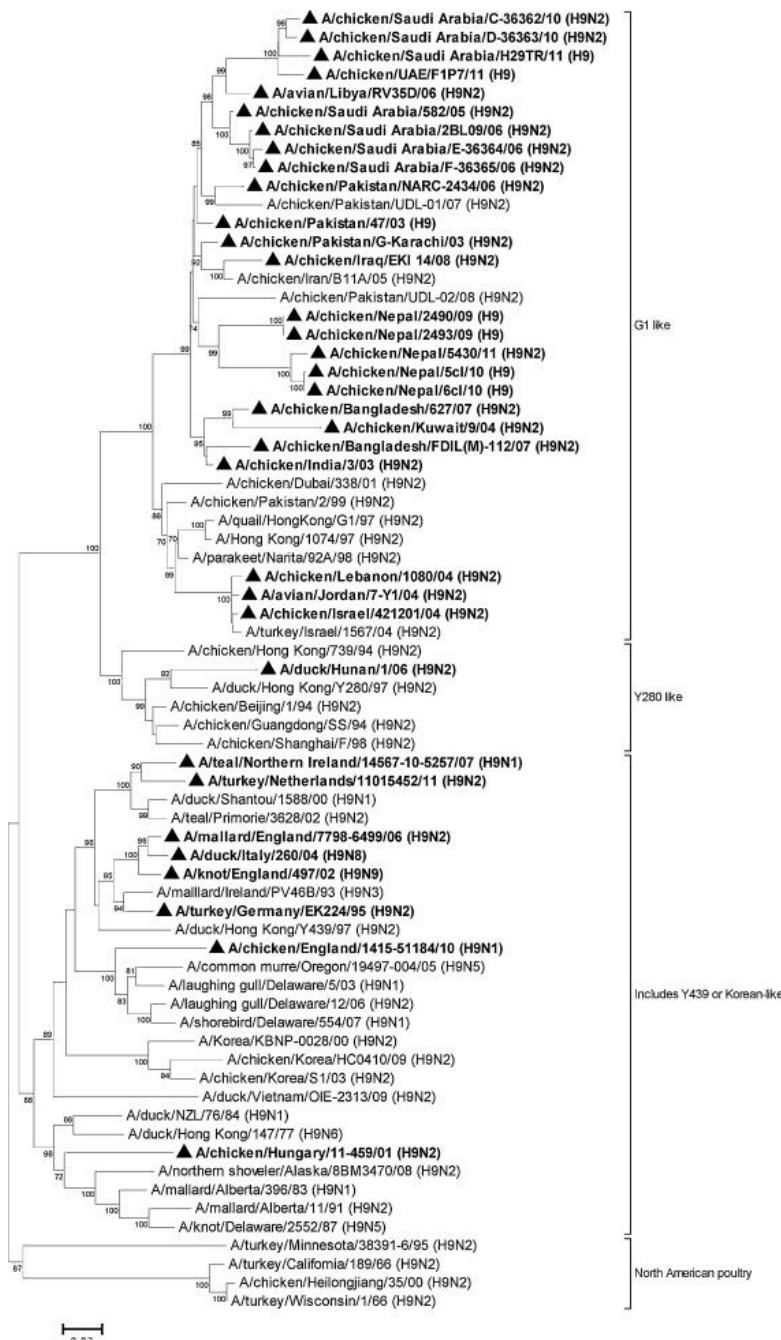 A/chicken/Saudi Arabia/C-36362/10 (H9N2)
A/chicken/Saudi Arabia/D-36363/10 (H9N2)
A/chicken/Saudi Arabia/H29TR/11 (H9)
A/chicken/UAE/F1P7/11 (H9)
A/avian/Libya/RV35D/06 (H9N2)
A/chicken/Saudi Arabia/582/05 (H9N2)
A/chicken/Saudi Arabia/2BL09/06 (H9N2)
A/chicken/Saudi Arabia/E-36364/06 (H9N2)
A/chicken/Saudi Arabia/F-36365/06 (H9N2)
A/chicken/Pakistan/NARC-2434/06 (H9N2)
A/chicken/Pakistan/UDL-01/07 (H9N2)
A/chicken/Pakistan/47/03 (H9)
A/chicken/Pakistan/G-Karachi/03 (H9N2)
A/chicken/Iraq/EKI 14/08 (H9N2)
A/chicken/Iran/B11A/05 (H9N2)
A/chicken/Pakistan/UDL-02/08 (H9N2)
A/chicken/Nepal/2490/09 (H9)
A/chicken/Nepal/2493/09 (H9)
A/chicken/Nepal/5430/11 (H9N2)
A/chicken/Nepal/5cl/10 (H9)
A/chicken/Nepal/6cl/10 (H9)
A/chicken/Bangladesh/627/07 (H9N2)
A/chicken/Kuwait/9/04 (H9N2)
A/chicken/Bangladesh/FDIL(M)-112/07 (H9N2)
A/chicken/India/3/03 (H9N2)
A/chicken/Dubai/338/01 (H9N2)
A/chicken/Pakistan/2/99 (H9N2)
A/quail/HongKong/G1/97 (H9N2)
A/Hong Kong/1074/97 (H9N2)
A/parakeet/Narita/92A/98 (H9N2)
A/chicken/Lebanon/1080/04 (H9N2)
A/avian/Jordan/7-Y1/04 (H9N2)
A/chicken/Israel/421201/04 (H9N2)
A/turkey/Israel/1567/04 (H9N2)
G1 like
A/chicken/Hong Kong/739/94 (H9N2)
A/duck/Hunan/1/06 (H9N2)
A/duck/Hong Kong/Y280/97 (H9N2)
A/chicken/Beijing/1/94 (H9N2)
A/chicken/Guangdong/SS/94 (H9N2)
A/chicken/Shanghai/F/98 (H9N2)
Y280 like
A/teal/Northern Ireland/14567-10-5257/07 (H9N1)
A/turkey/Netherlands/11015452/11 (H9N2)
A/duck/Shantou/1588/00 (H9N1)
A/teal/Primorie/3628/02 (H9N2)
A/mallard/England/7798-6499/06 (H9N2)
A/duck/Italy/260/04 (H9N8)
A/knot/England/497/02 (H9N9)
A/malllard/Ireland/PV46B/93 (H9N3)
A/turkey/Germany/EK224/95 (H9N2)
A/duck/Hong Kong/Y439/97 (H9N2)
A/chicken/England/1415-51184/10 (H9N1)
A/common murre/Oregon/19497-004/05 (H9N5)
A/laughing gull/Delaware/5/03 (H9N1)
A/laughing gull/Delaware/12/06 (H9N2)
A/shorebird/Delaware/554/07 (H9N1)
A/Korea/KBNP-0028/00 (H9N2)
A/chicken/Korea/HC0410/09 (H9N2)
A/chicken/Korea/S1/03 (H9N2)
A/duck/Vietnam/OIE-2313/09 (H9N2)
A/duck/NZL/76/84 (H9N1)
A/duck/Hong Kong/147/77 (H9N6)
A/chicken/Hungary/11-459/01 (H9N2)
A/northern shoveler/Alaska/8BM3470/08 (H9N2)
A/mallard/Alberta/396/83 (H9N1)
A/mallard/Alberta/11/91 (H9N2)
A/knot/Delaware/2552/87 (H9N5)
Includes Y439 or Korean-like
A/turkey/Minnesota/38391-6/95 (H9N2)
A/turkey/California/189/66 (H9N2)
A/chicken/Heilongjiang/35/00 (H9N2)
A/turkey/Wisconsin/1/66 (H9N2)
North American poultry